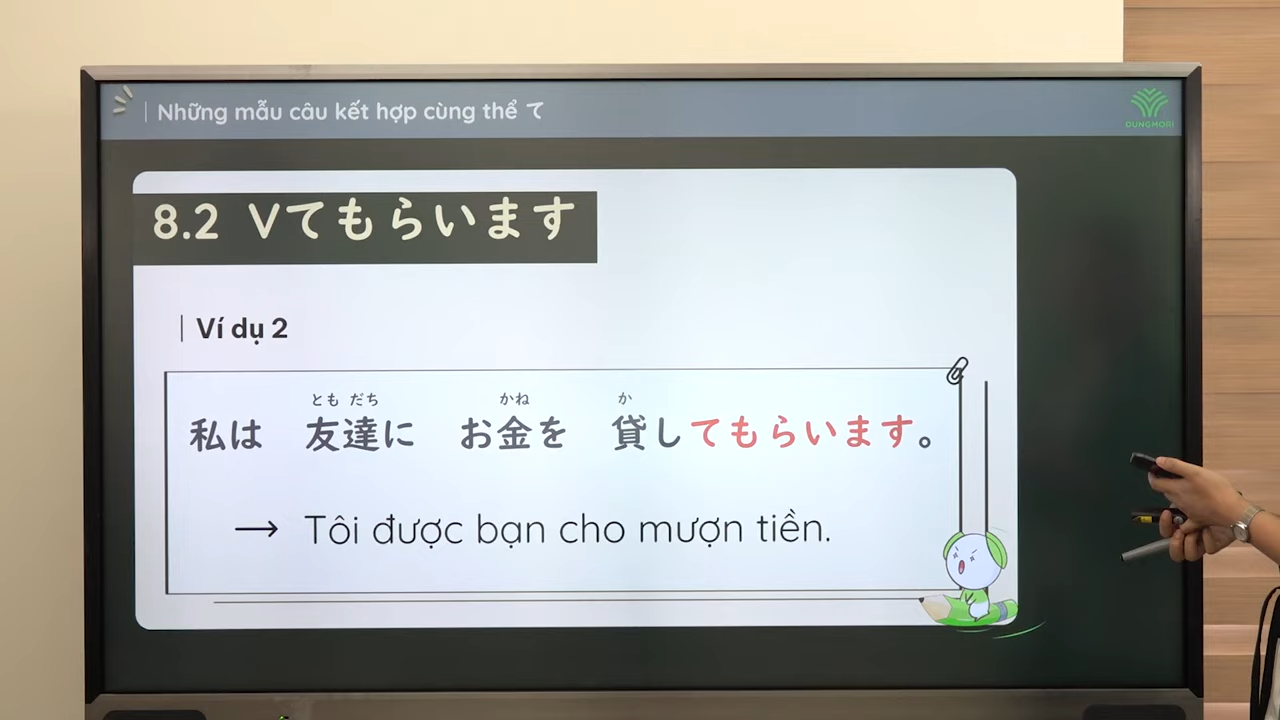 Những mẫu câu kết hợp cùng thể て
DUNGMORI
8.2 Vてもらいます
Ví dụ 2
とも だち かね か
私は 友達に お金を 貸してもらいます。
→ Tôi được bạn cho mượn tiền.